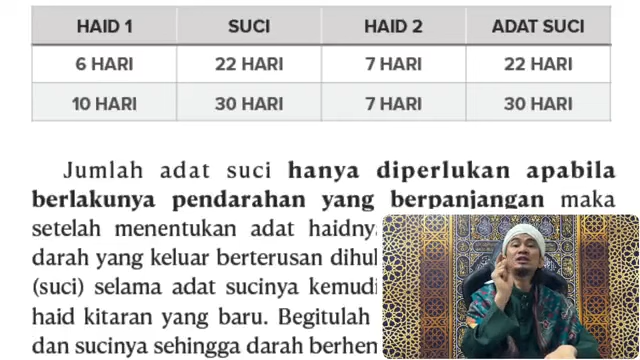 HAID 1 SUCI HAID 2 ADAT SUCI
6 HARI 22 HARI 7 HARI 22 HARI
10 HARI 30 HARI 7 HARI 30 HARI
Jumlah adat suci hanya diperlukan apabila
berlakunya pendarahan yang berpanjangan maka
setelah menentukan adat
darah yang keluar berterusan
(suci) selama adat sucinya
haid kitaran yang baru. Begitulah
dan sucinya sehingga darah